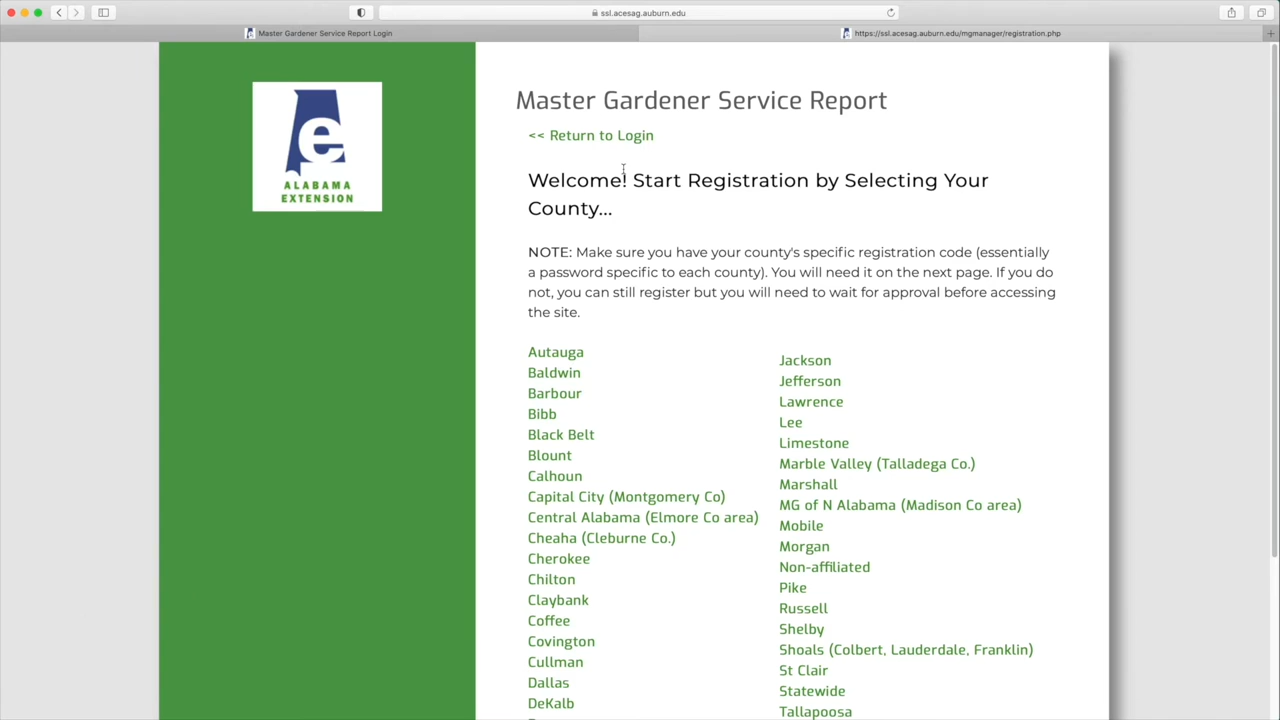 ssl.acesag.auburn.edu
Master Gardener Service Report Login
https://ssl.acesag.auburn.edu/mgmanager/registration.php
e
ALABAMA
EXTENSION
Master Gardener Service Report
<< Return to Login
Welcome! Start Registration by Selecting Your
County...
NOTE: Make sure you have your county's specific registration code (essentially
a password specific to each county). You will need it on the next page. If you do
not, you can still register but you will need to wait for approval before accessing
the site.
Autauga
Baldwin
Barbour
Bibb
Black Belt
Blount
Calhoun
Capital City (Montgomery Co)
Central Alabama (Elmore Co area)
Cheaha (Cleburne Co.)
Cherokee
Chilton
Claybank
Coffee
Covington
Cullman
Dallas
DeKalb
Jackson
Jefferson
Lawrence
Lee
Limestone
Marble Valley (Talladega Co.)
Marshall
MG of N Alabama (Madison Co area)
Mobile
Morgan
Non-affiliated
Pike
Russell
Shelby
Shoals (Colbert, Lauderdale, Franklin)
St Clair
Statewide
Tallapoosa